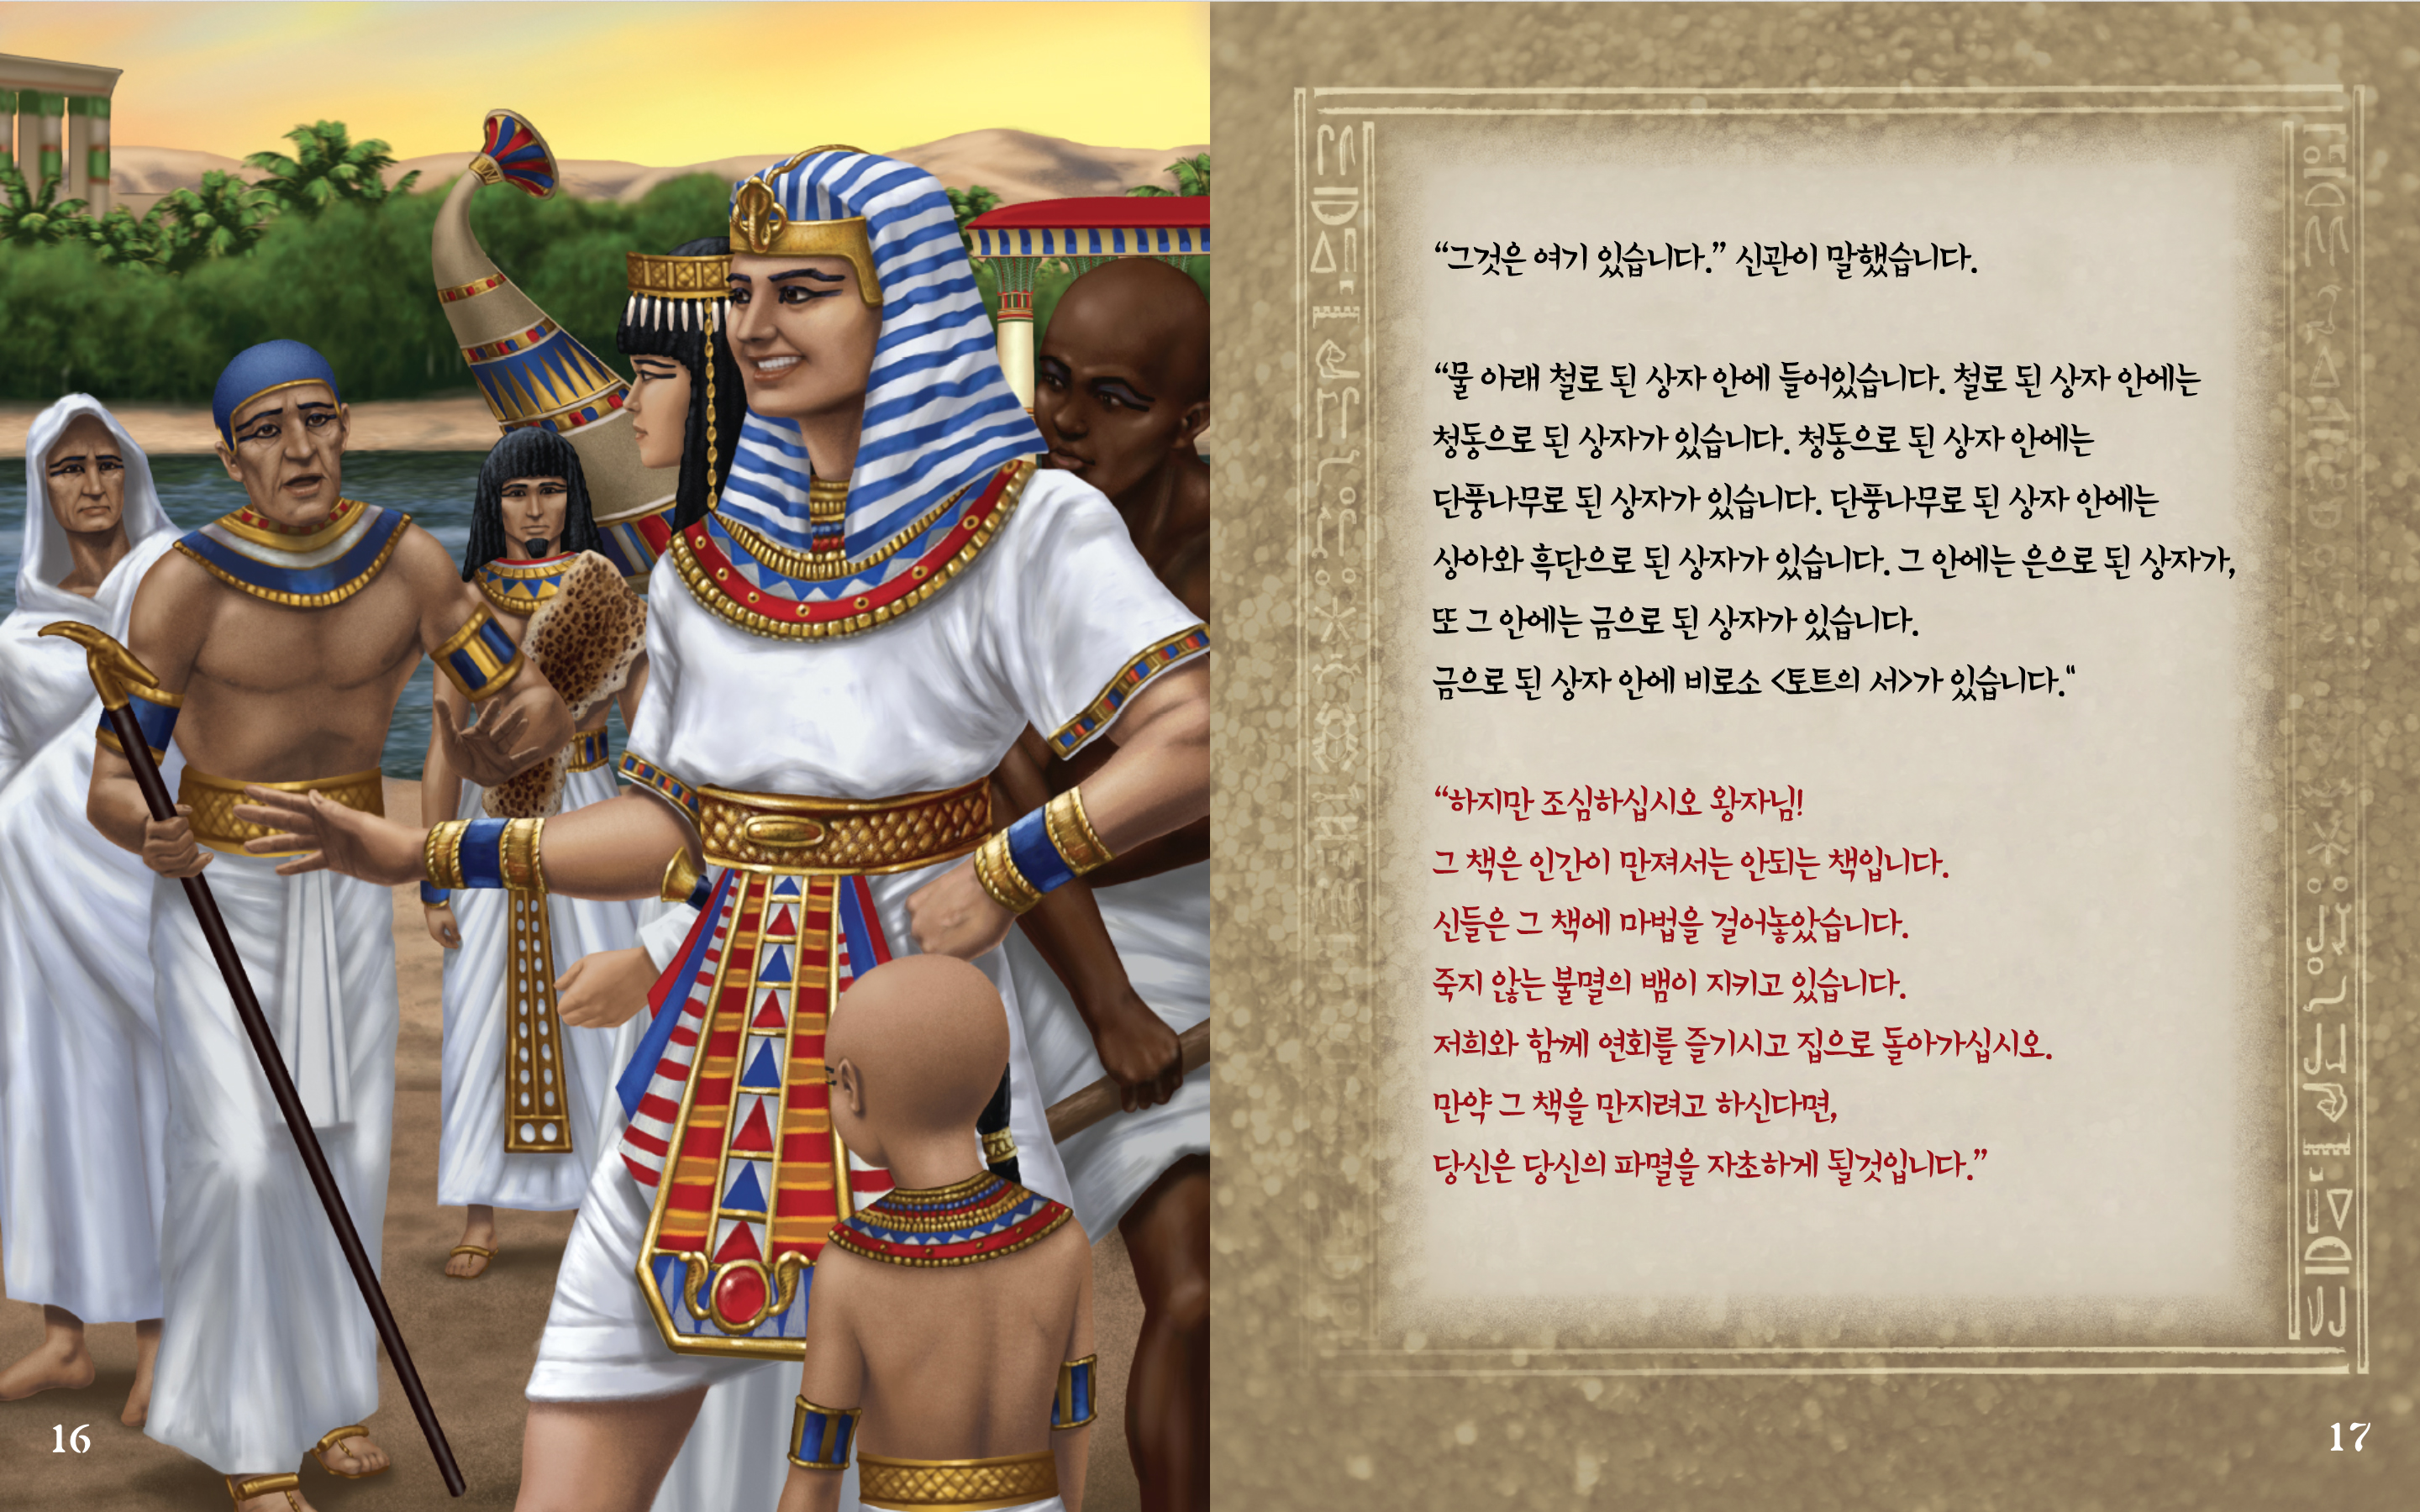 “그것은 여기 있습니다.” 신관이 말했습니다.
“물 아래 철로 된 상자 안에 들어있습니다. 철로 된 상자 안에는
청동으로 된 상자가 있습니다. 청동으로 된 상자 안에는
단풍나무로 된 상자가 있습니다. 단풍나무로 된 상자 안에는
상아와 흑단으로 된 상자가 있습니다. 그 안에는 은으로 된 상자가,
또 그 안에는 금으로 된 상자가 있습니다.
금으로 된 상자 안에 비로소 <토트의 서>가 있습니다."
“하지만 조심하십시오 왕자님!
그 책은 인간이 만져서는 안되는 책입니다.
신들은 그 책에 마법을 걸어놓았습니다.
죽지 않는 불멸의 뱀이 지키고 있습니다.
저희와 함께 연회를 즐기시고 집으로 돌아가십시오.
만약 그 책을 만지려고 하신다면,
당신은 당신의 파멸을 자초하게 될것입니다.”
16
17